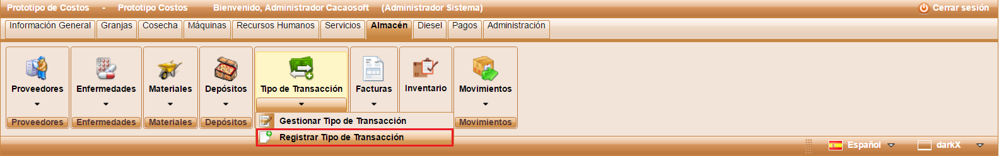 Prototipo de Costos - Prototipo Costos Bienvenido, Administrador Cacaosoft (Administrador Sistema) Cerrar sesión
Información General Granjas Cosecha Máquinas Recursos Humanos Servicios Almacén Diesel Pagos Administración
Proveedores Enfermedades Materiales Depósitos Tipo de Transacción Facturas Inventario Movimientos
Proveedores Enfermedades Materiales Depósitos Movimientos
Gestionar Tipo de Transacción
Registrar Tipo de Transacción
Español darkX